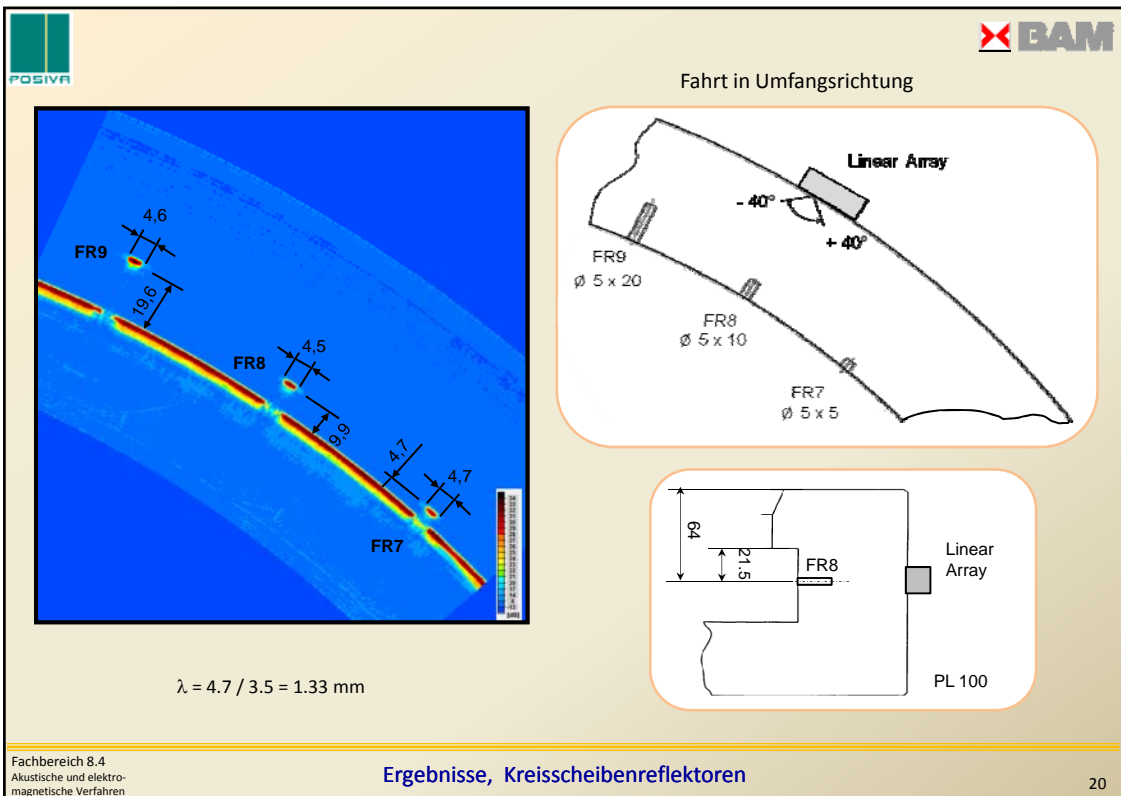 POSIVA
BAM
Fahrt in Umfangsrichtung
4,6
FR9
19,6
FR8
4,5
9,9
4,7
4,7
FR7
Linear Array
- 40°
+ 40°
FR9
Ø 5 x 20
FR8
Ø 5 x 10
FR7
Ø 5 x 5
64
21.5
FR8
Linear
Array
PL 100
λ = 4.7 / 3.5 = 1.33 mm
Fachbereich 8.4
Akustische und elektro-
magnetische Verfahren
Ergebnisse, Kreisscheibenreflektoren
20